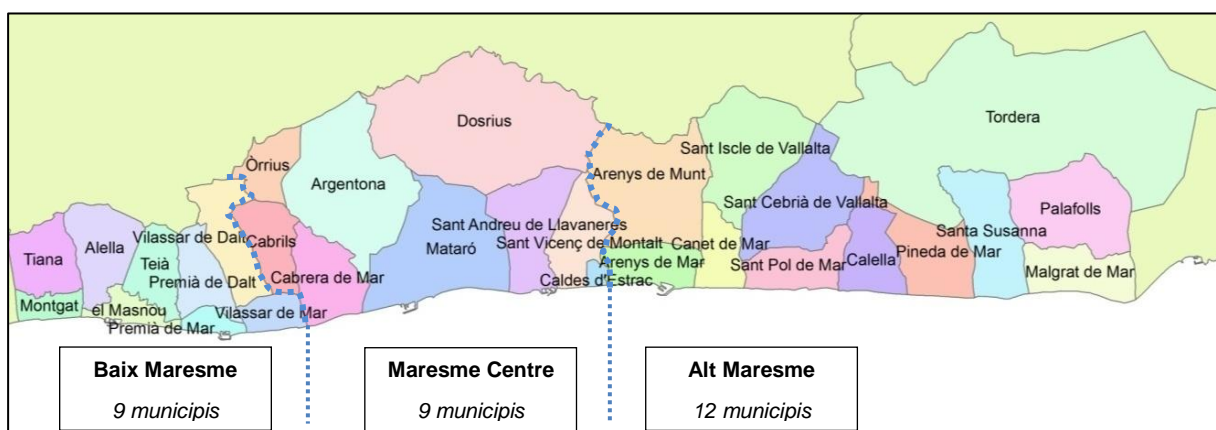 Tordera
Dosrius
Sant Iscle de Vallalta
Òrrius
Arenys de Munt
Argentona
Sant Cebrià de Vallalta
Palafolls
Sant Andreu de Llavaneres
Santa Susanna
Vilassar de Dalt
Cabrils
Mataró
Sant Vicenç de Montalt
Canet de Mar
Pineda de Mar
Alella
Tiana
Teià
Arenys de Mar
Sant Pol de Mar
Calella
Malgrat de Mar
Premià de Dalt
Cabrera de Mar
Caldes d'Estrac
Montgat
el Masnou
Vilassar de Mar
Premià de Mar
Baix Maresme
9 municipis
Maresme Centre
9 municipis
Alt Maresme
12 municipis